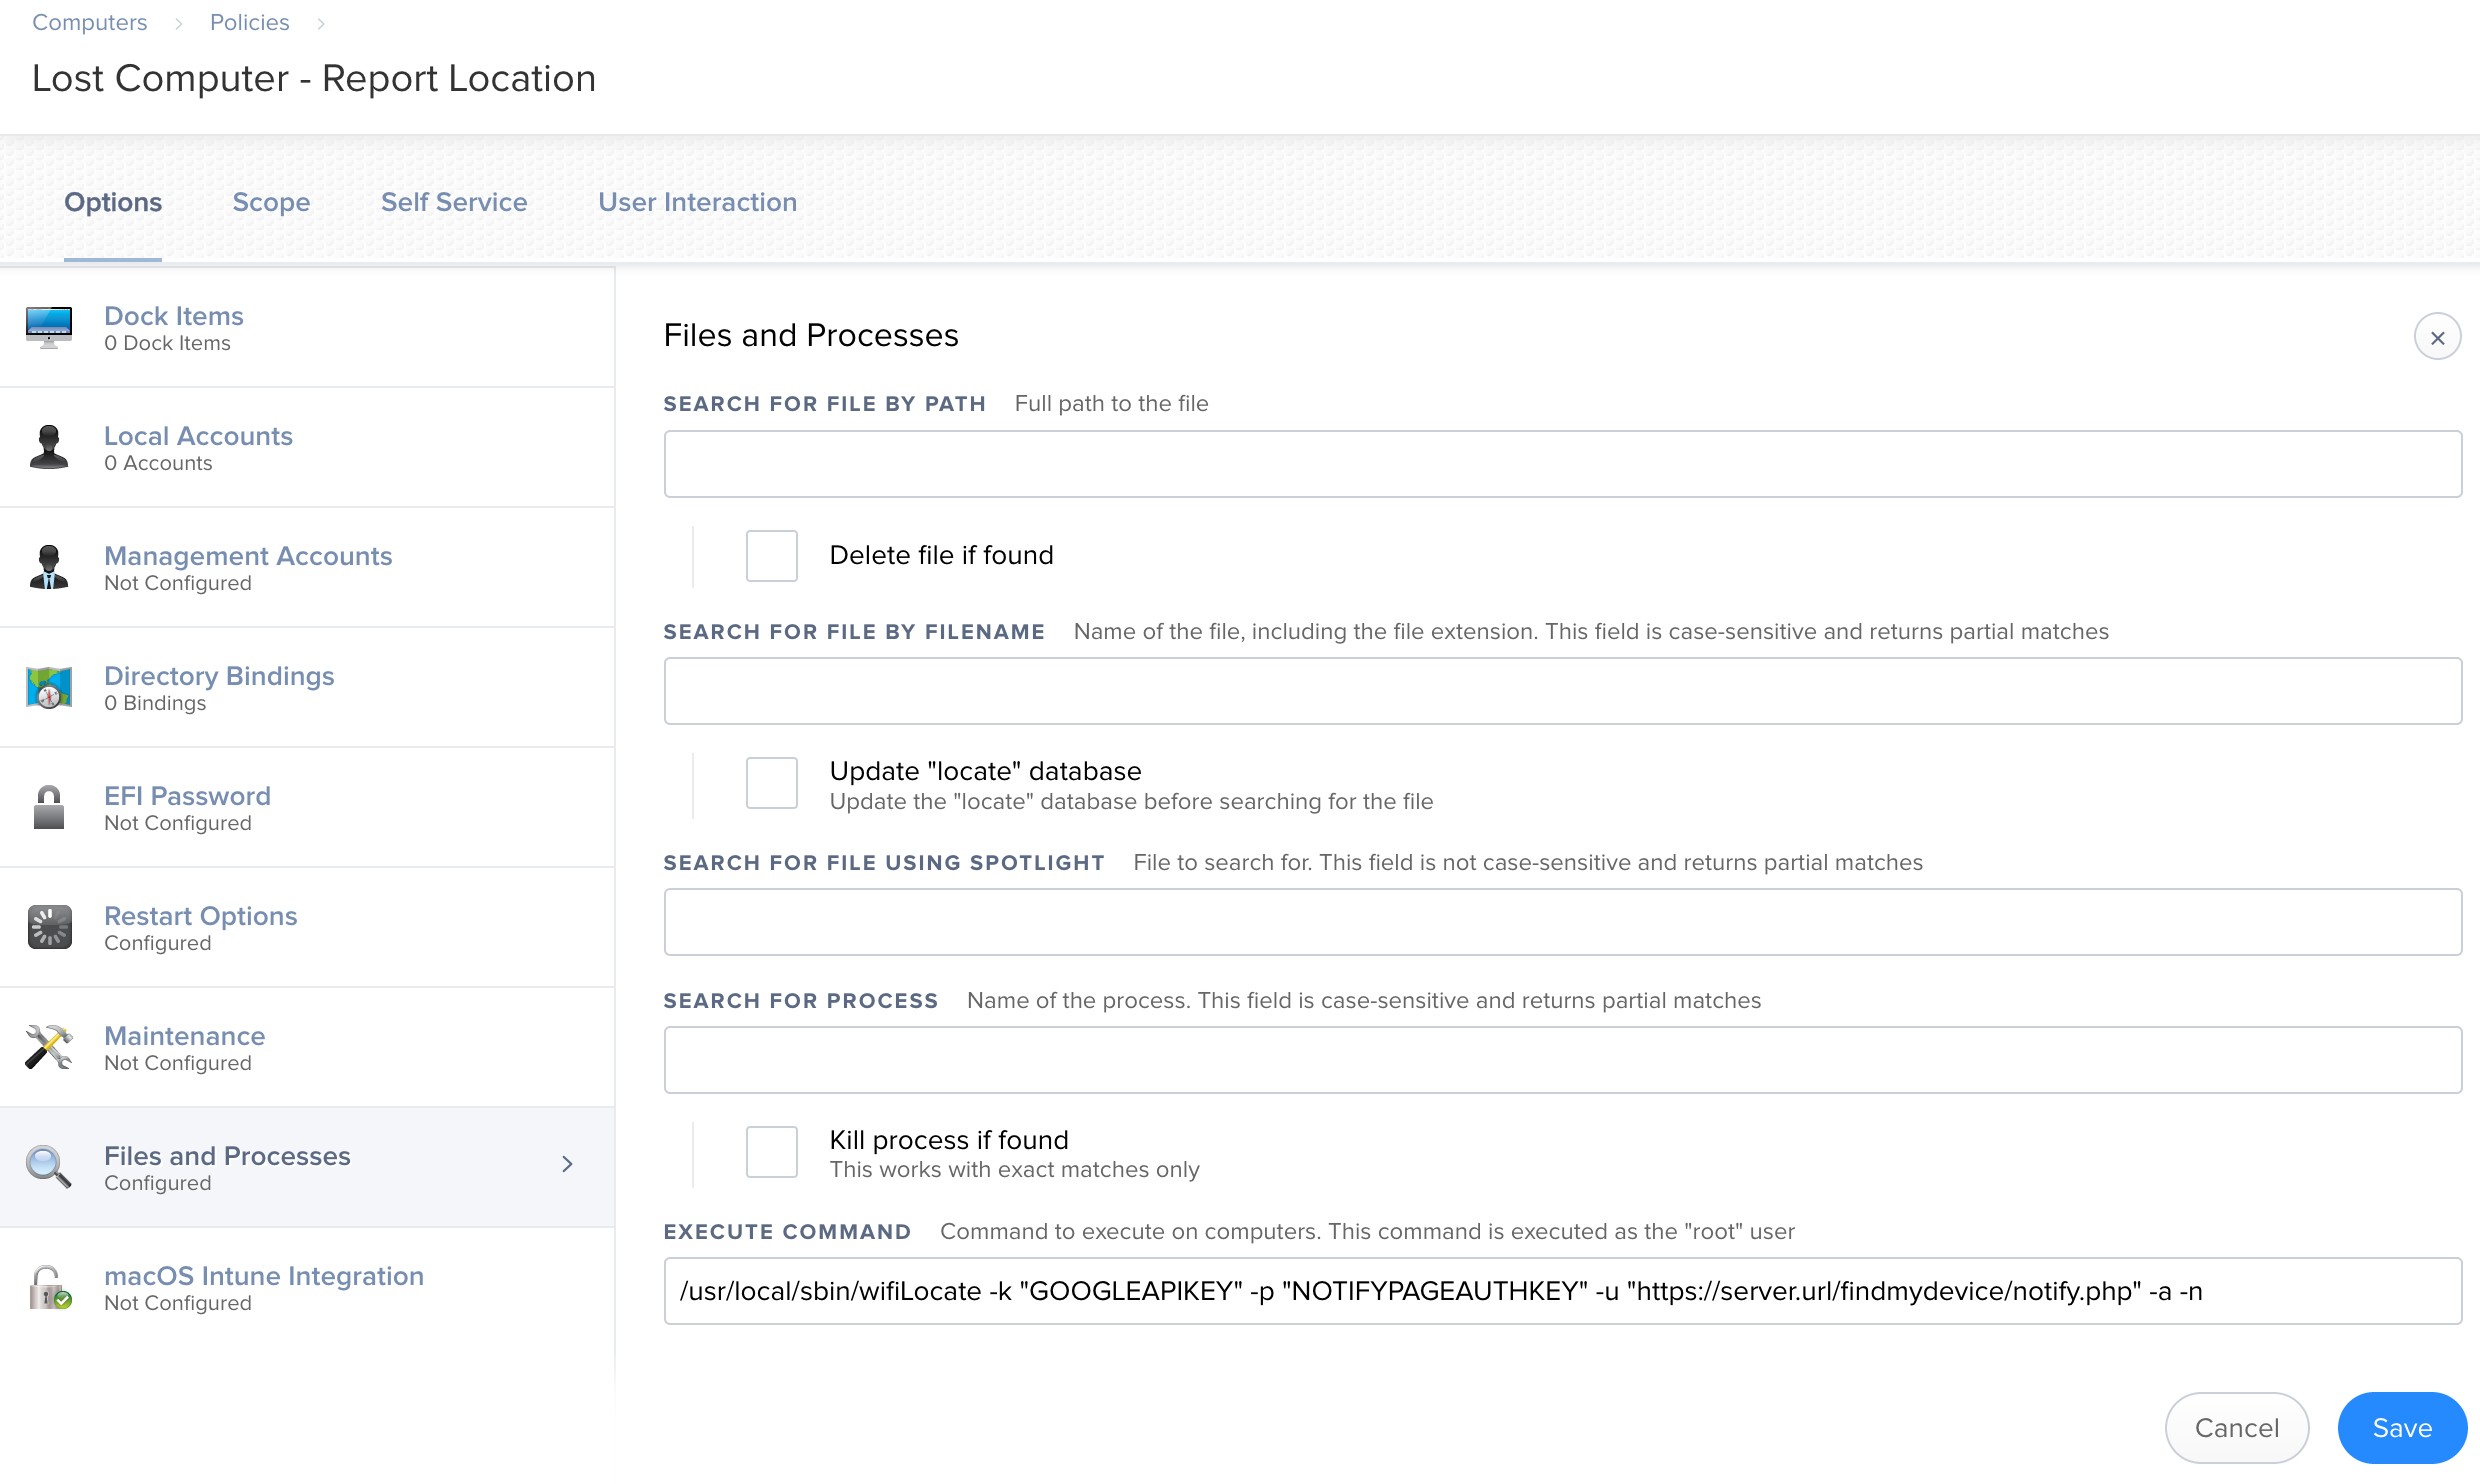 Computers > Policies >
Lost Computer - Report Location
Options Scope Self Service User Interaction
Dock Items
0 Dock Items
Local Accounts
0 Accounts
Management Accounts
Not Configured
Directory Bindings
0 Bindings
EFI Password
Not Configured
Restart Options
Configured
Maintenance
Not Configured
Files and Processes
Configured
macOS Intune Integration
Not Configured
Files and Processes
SEARCH FOR FILE BY PATH Full path to the file
Delete file if found
SEARCH FOR FILE BY FILENAME Name of the file, including the file extension. This field is case-sensitive and returns partial matches
Update "locate" database
Update the "locate" database before searching for the file
SEARCH FOR FILE USING SPOTLIGHT File to search for. This field is not case-sensitive and returns partial matches
SEARCH FOR PROCESS Name of the process. This field is case-sensitive and returns partial matches
Kill process if found
This works with exact matches only
EXECUTE COMMAND Command to execute on computers. This command is executed as the "root" user
/usr/local/sbin/wifiLocate -k "GOOGLEAPIKEY" -p "NOTIFYPAGEAUTHKEY" -u "https://server.url/findmydevice/notify.php" -a -n
Cancel Save